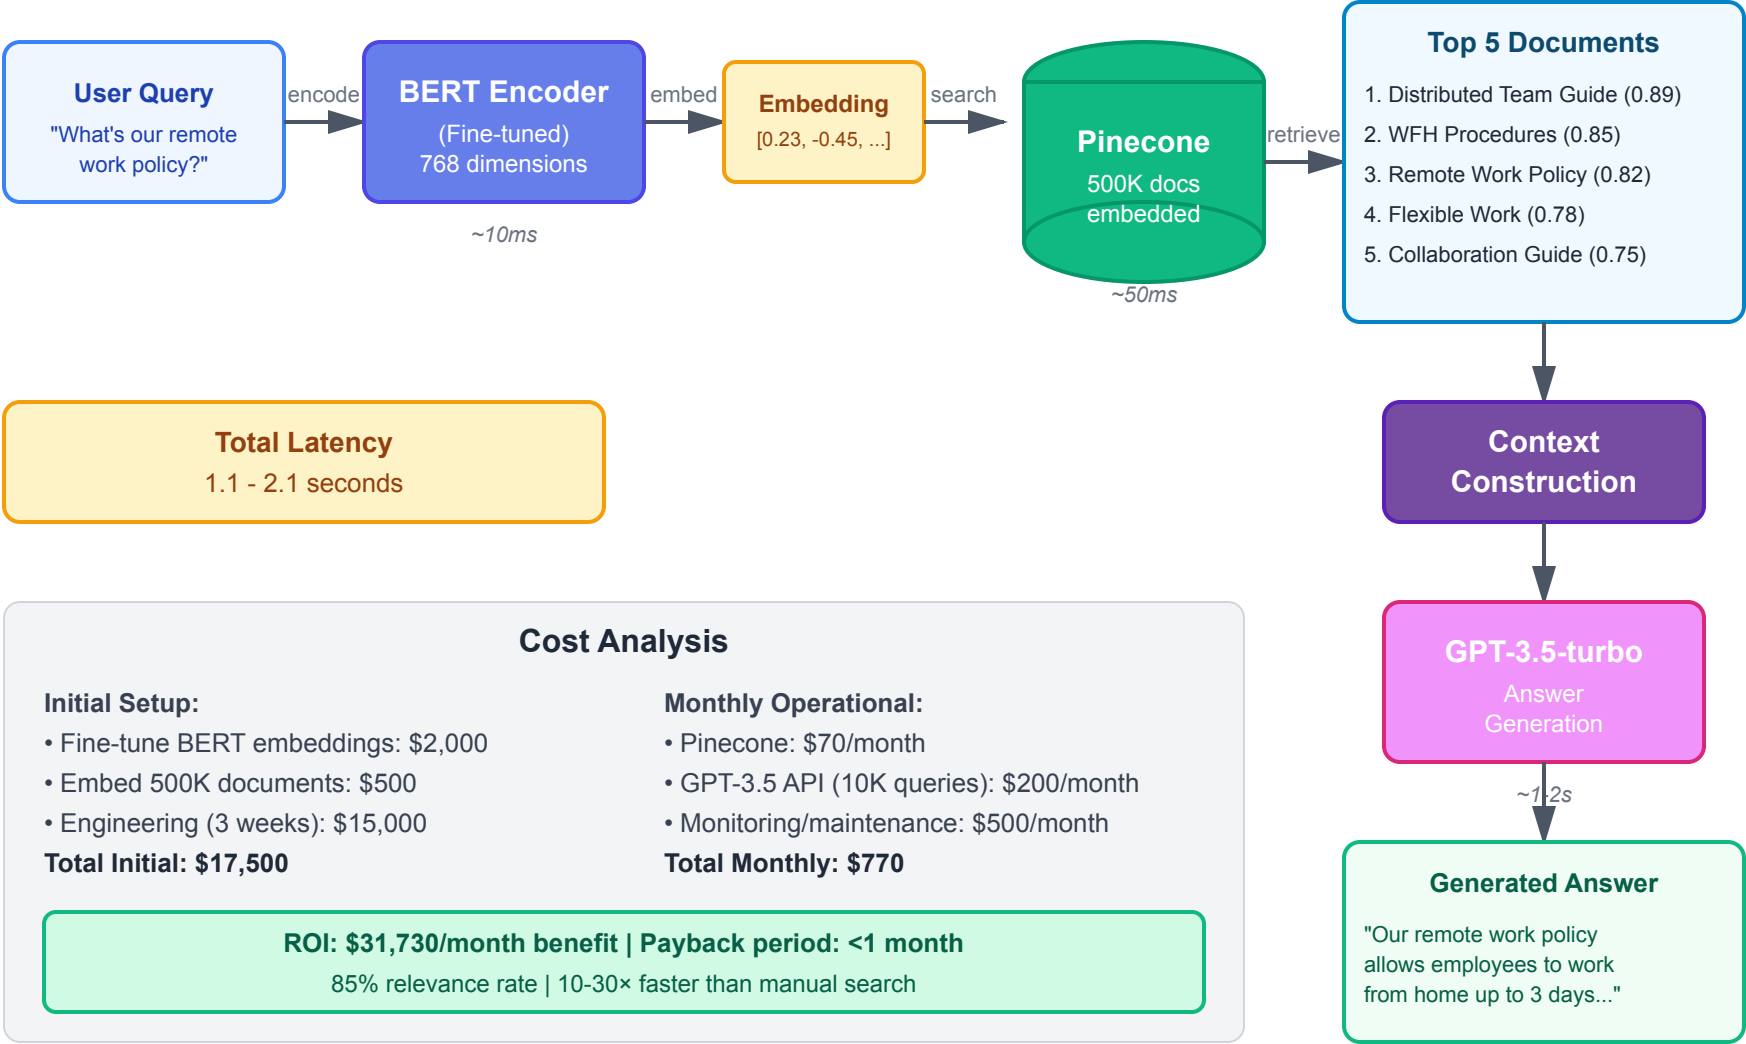 User Query
"What's our remote
work policy?"
encode
BERT Encoder
(Fine-tuned)
768 dimensions
~10ms
embed
Embedding
[0.23, -0.45, ...]
search
Pinecone
500K docs
embedded
~50ms
retrieve
Top 5 Documents
1. Distributed Team Guide (0.89)
2. WFH Procedures (0.85)
3. Remote Work Policy (0.82)
4. Flexible Work (0.78)
5. Collaboration Guide (0.75)
Total Latency
1.1 - 2.1 seconds
Context
Construction
GPT-3.5-turbo
Answer
Generation
~1-2s
Generated Answer
"Our remote work policy
allows employees to work
from home up to 3 days..."
Cost Analysis
Initial Setup:
• Fine-tune BERT embeddings: $2,000
• Embed 500K documents: $500
• Engineering (3 weeks): $15,000
Total Initial: $17,500
Monthly Operational:
• Pinecone: $70/month
• GPT-3.5 API (10K queries): $200/month
• Monitoring/maintenance: $500/month
Total Monthly: $770
ROI: $31,730/month benefit | Payback period: <1 month
85% relevance rate | 10-30× faster than manual search